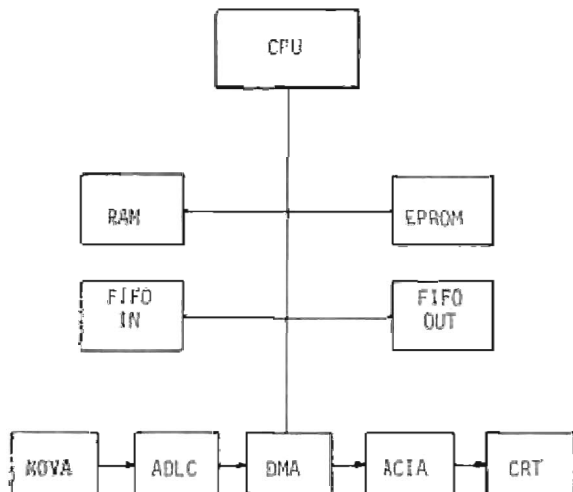 CPU
RAM
EPROM
FIFO
IN
FIFO
OUT
NOVA
ADLC
DMA
ACIA
CRT